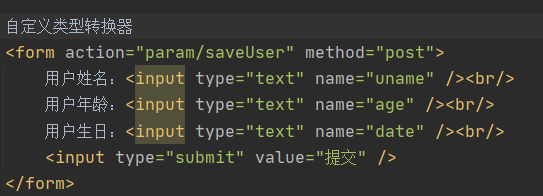 自定义类型转换器
<form action="param/saveUser" method="post">
用户姓名：<input type="text" name="uname" /><br/>
用户年龄：<input type="text" name="age" /><br/>
用户生日：<input type="text" name="date" /><br/>
<input type="submit" value="提交" />
</form>